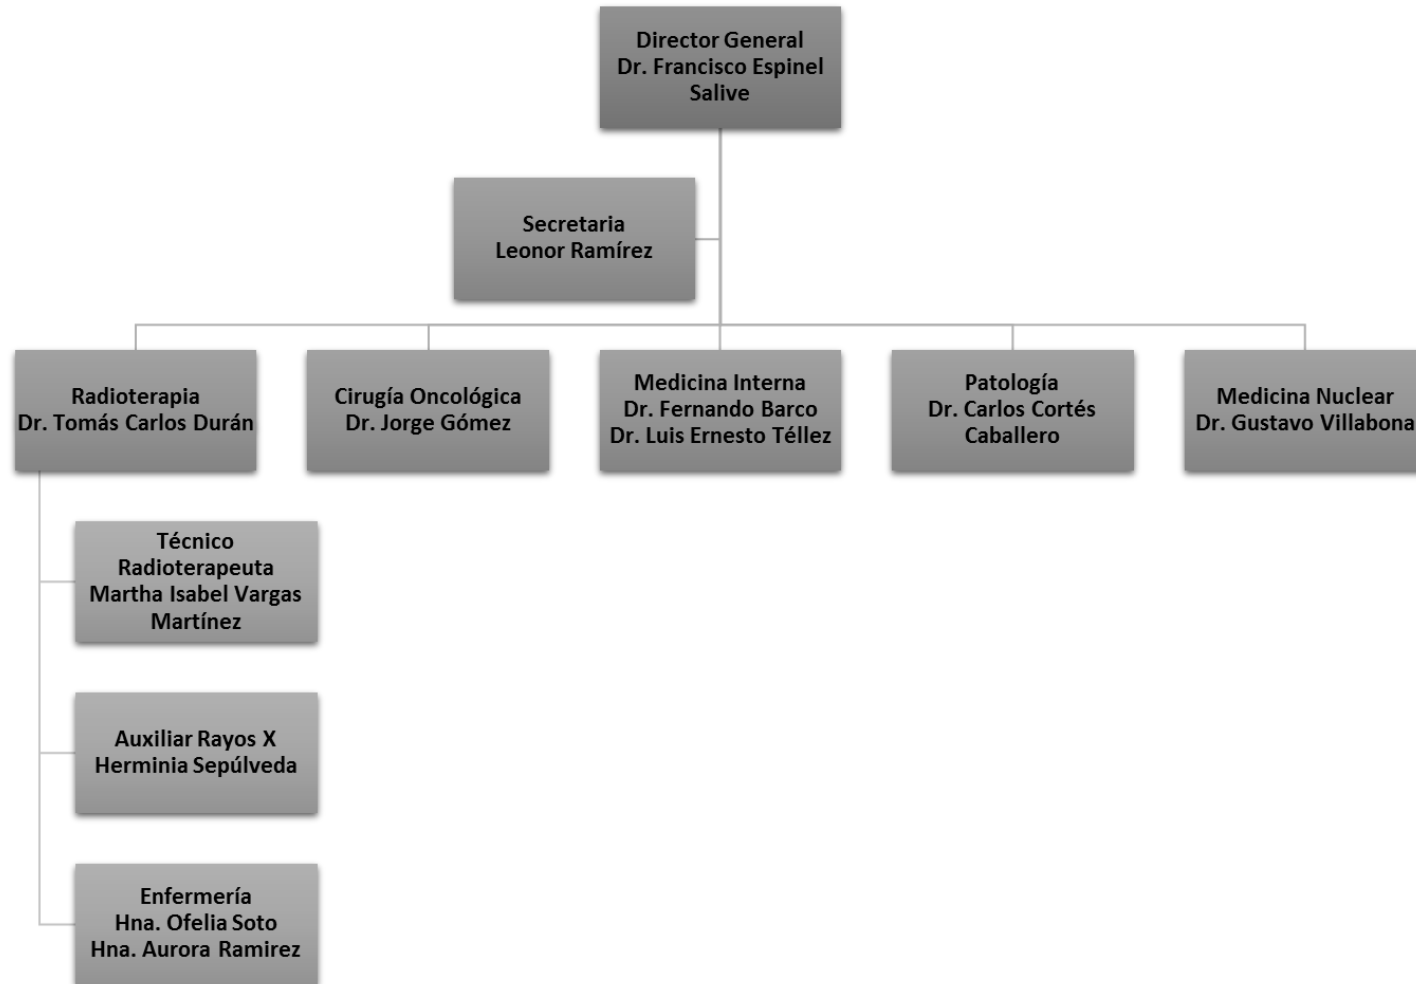 Director General
Dr. Francisco Espinel
Salive
Secretaria
Leonor Ramírez
Radioterapia
Dr. Tomás Carlos Durán
Cirugía Oncológica
Dr. Jorge Gómez
Medicina Interna
Dr. Fernando Barco
Dr. Luis Ernesto Téllez
Patología
Dr. Carlos Cortés
Caballero
Medicina Nuclear
Dr. Gustavo Villabona
Técnico
Radioterapeuta
Martha Isabel Vargas
Martínez
Auxiliar Rayos X
Herminia Sepúlveda
Enfermería
Hna. Ofelia Soto
Hna. Aurora Ramirez